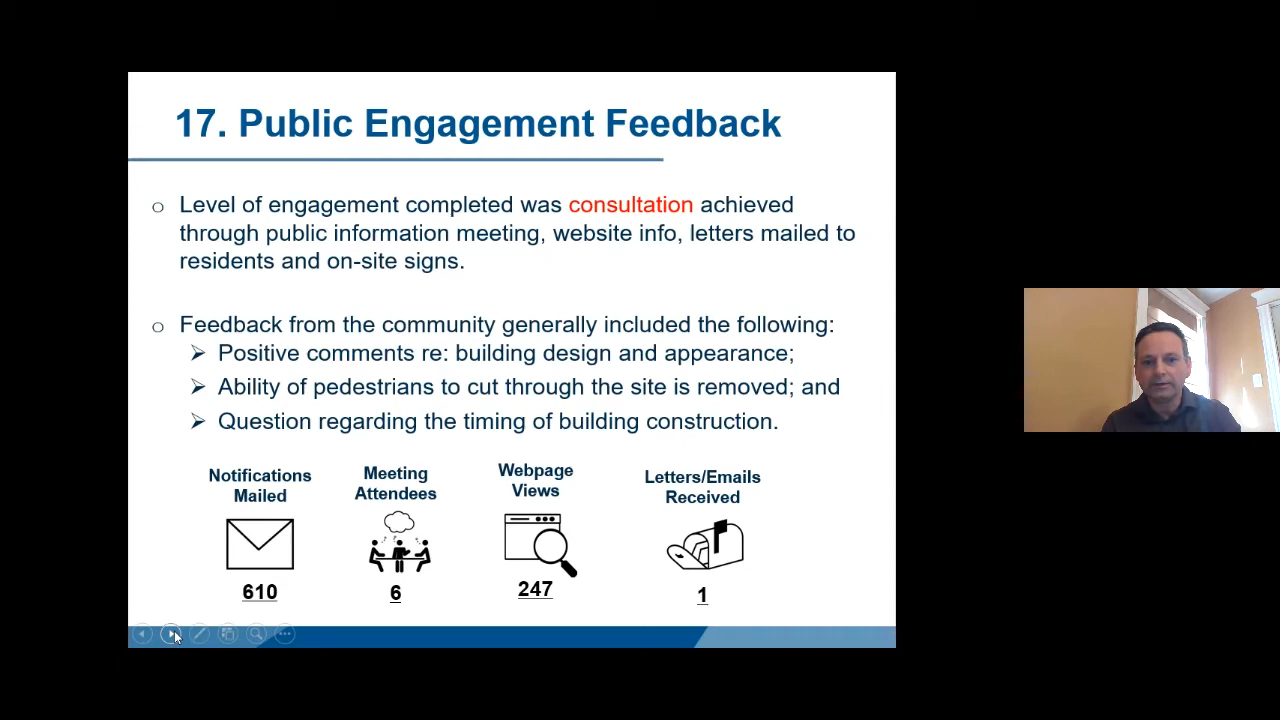 17. Public Engagement Feedback
Level of engagement completed was consultation achieved
through public information meeting, website info, letters mailed to
residents and on-site signs.
Feedback from the community generally included the following:
Positive comments re: building design and appearance;
Ability of pedestrians to cut through the site is removed; and
Question regarding the timing of building construction.
Notifications
Mailed
610
Meeting
Attendees
6
Webpage
Views
247
Letters/Emails
Received
1